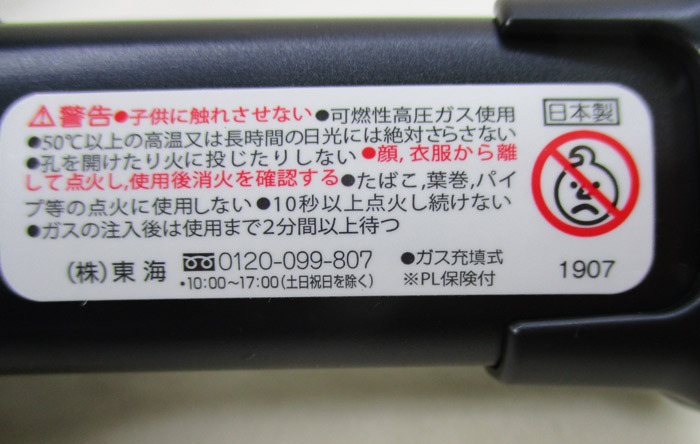 ⚠警告●子供に触れさせない●可燃性高圧ガス使用
●50℃以上の高温又は長時間の日光には絶対さらさない
●孔を開けたり火に投じたりしない●顔,衣服から離
して点火し,使用後消火を確認する●たばこ,葉巻,パイ
プ等の点火に使用しない●10秒以上点火し続けない
●ガスの注入後は使用まで2分間以上待つ
(株)東海 0120-099-807 ●ガス充填式
•10:00〜17:00(土日祝日を除く) ※PL保険付
日本製
1907